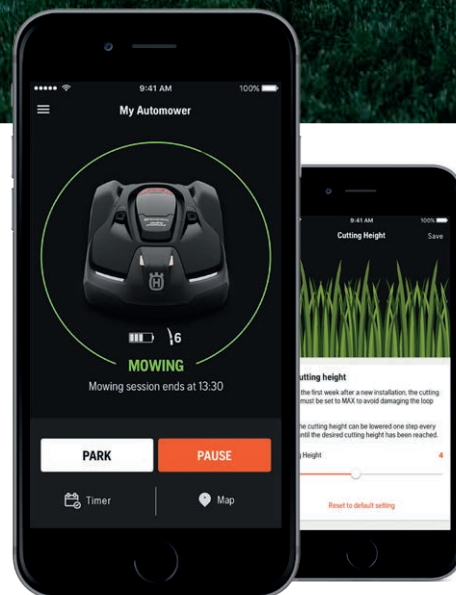 9:41 AM 100%
My Automower
6
MOWING
Mowing session ends at 13:30
PARK PAUSE
Timer Map
9:41 AM 100%
Cutting Height Save
utting height
the first week after a new installation, the cutting
must be set to MAX to avoid damaging the loop
he cutting height can be lowered one step every
ntil the desired cutting height has been reached.
g Height 4
Reset to default setting